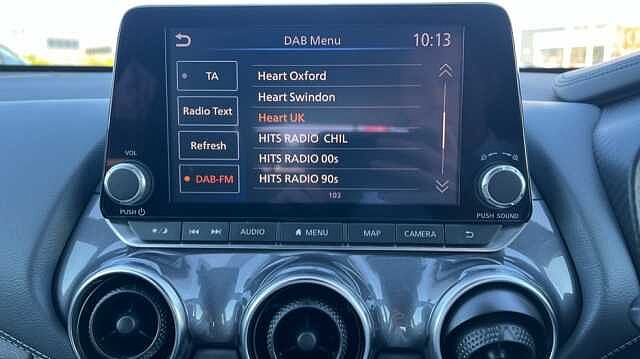 DAB Menu 10:13
TA
Radio Text
Refresh
DAB-FM
Heart Oxford
Heart Swindon
Heart UK
HITS RADIO CHIL
HITS RADIO 00s
HITS RADIO 90s
103
VOL
PUSH
PUSH SOUND
AUDIO
MENU
MAP
CAMERA